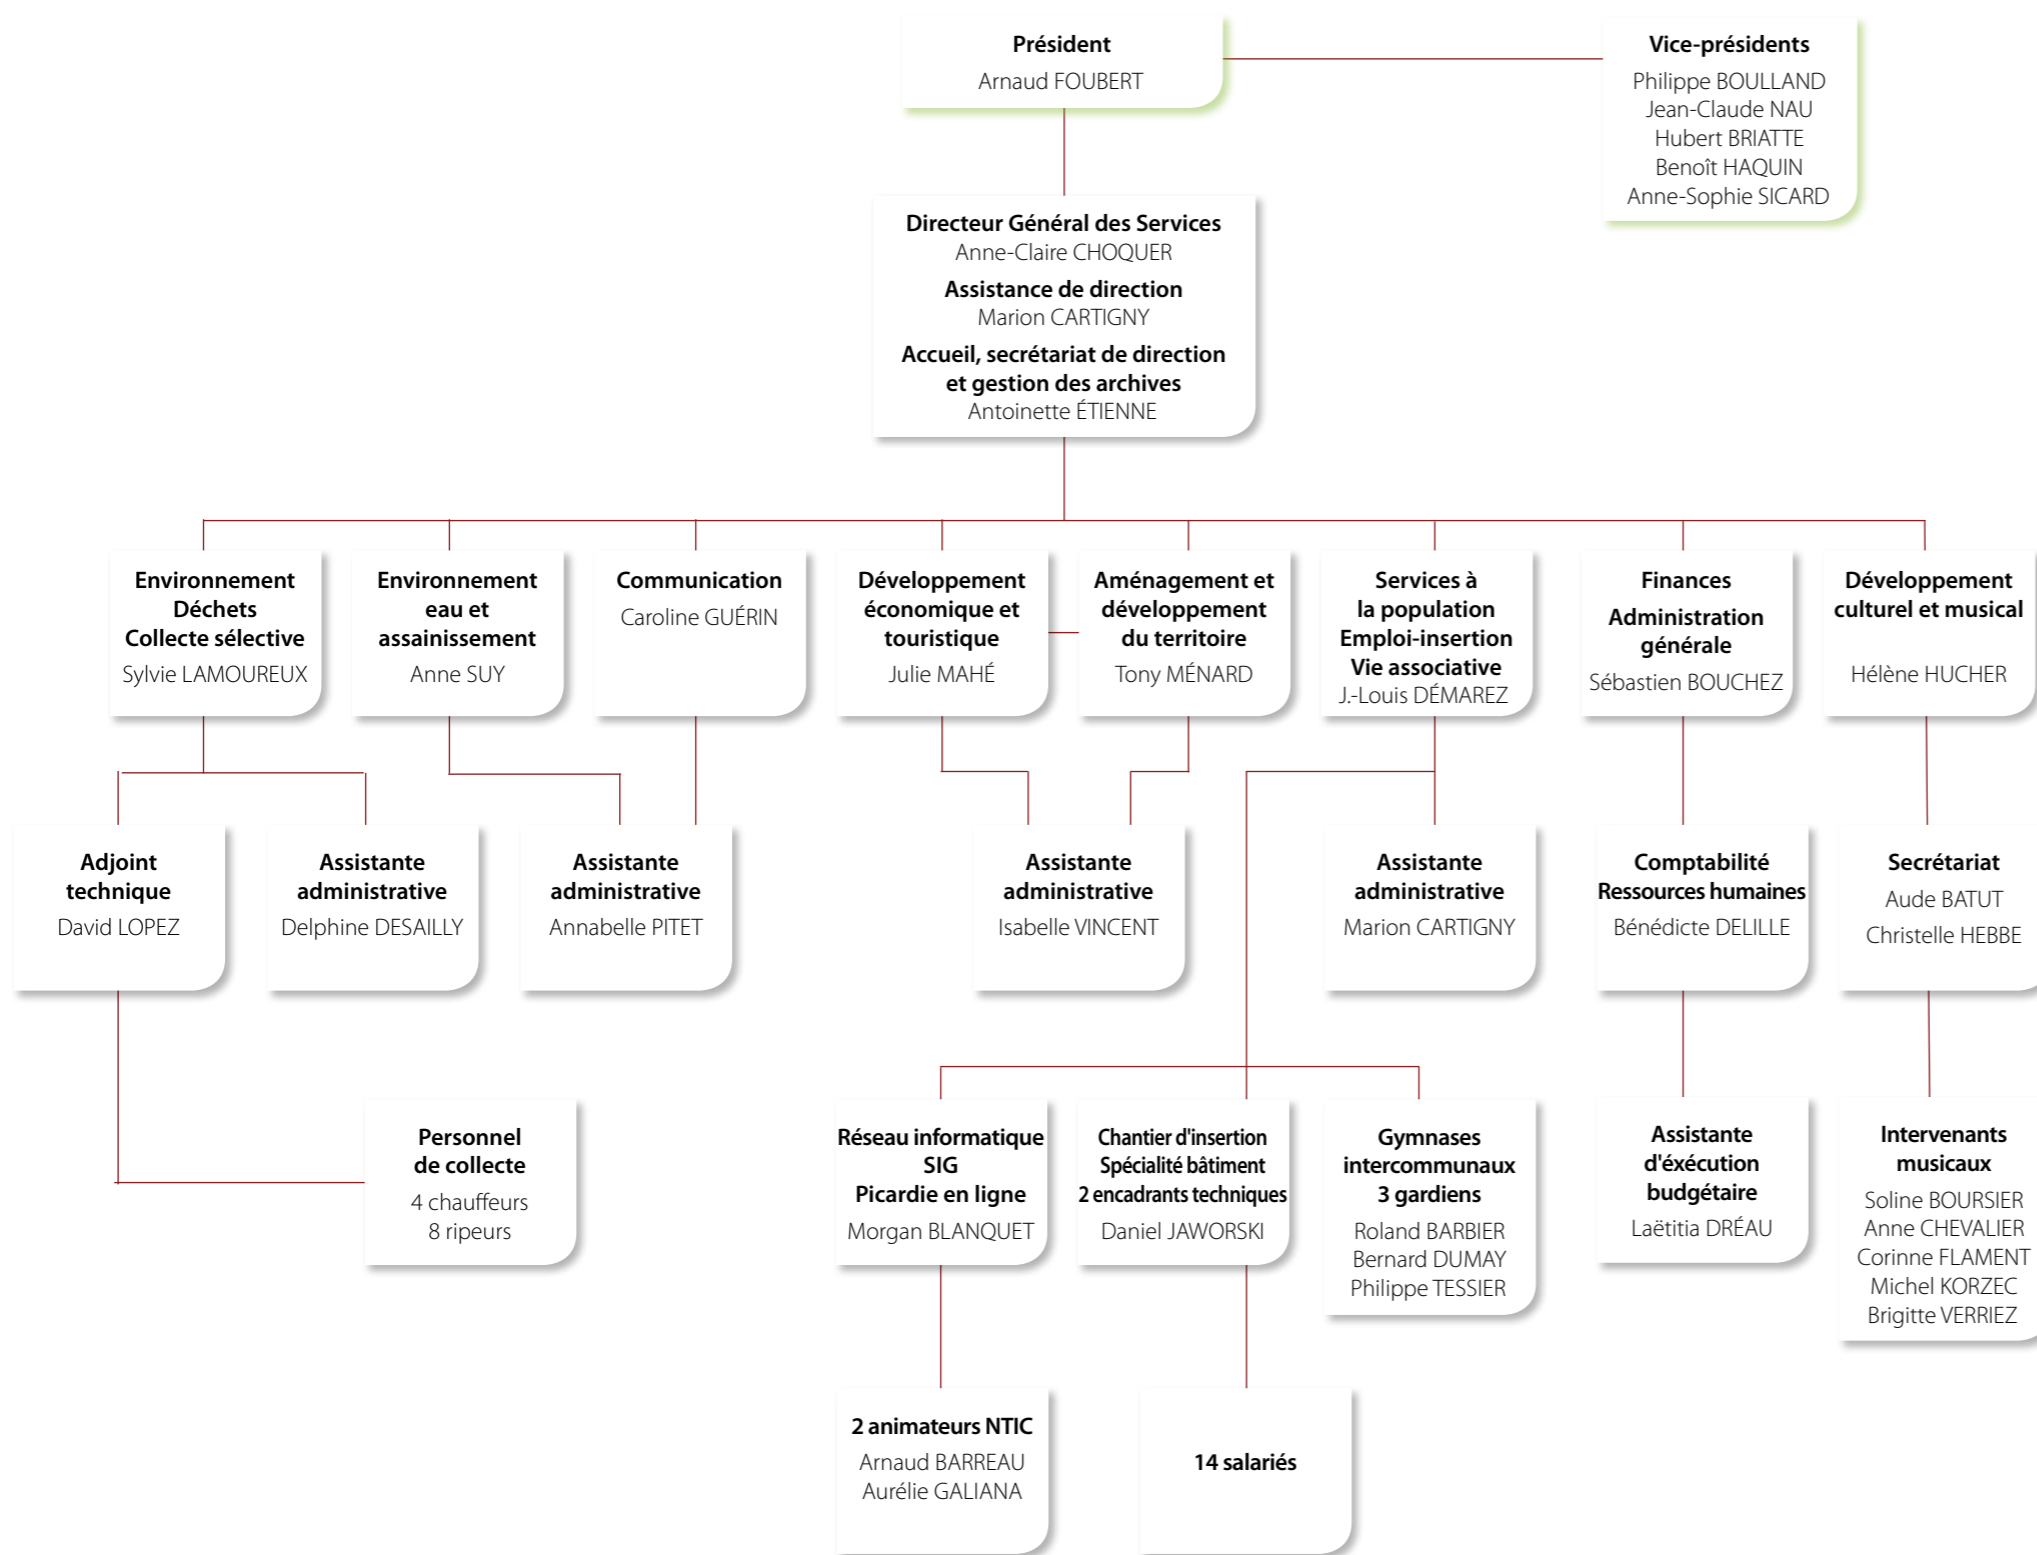 Président
Arnaud FOUBERT
Vice-présidents
Philippe BOULLAND
Jean-Claude NAU
Hubert BRIATTE
Benoît HAQUIN
Anne-Sophie SICARD
Directeur Général des Services
Anne-Claire CHOQUER
Assistance de direction
Marion CARTIGNY
Accueil, secrétariat de direction
et gestion des archives
Antoinette ÉTIENNE
Environnement
Déchets
Collecte sélective
Sylvie LAMOUREUX
Environnement
eau et
assainissement
Anne SUY
Communication
Caroline GUÉRIN
Développement
économique et
touristique
Julie MAHÉ
Aménagement et
développement
du territoire
Tony MÉNARD
Services à
la population
Emploi-insertion
Vie associative
J.-Louis DÉMAREZ
Finances
Administration
générale
Sébastien BOUCHEZ
Développement
culturel et musical
Hélène HUCHER
Adjoint
technique
David LOPEZ
Assistante
administrative
Delphine DESAILLY
Assistante
administrative
Annabelle PITET
Assistante
administrative
Isabelle VINCENT
Assistante
administrative
Marion CARTIGNY
Comptabilité
Ressources humaines
Bénédicte DELILLE
Secrétariat
Aude BATUT
Christelle HEBBE
Personnel
de collecte
4 chauffeurs
8 ripeurs
Réseau informatique
SIG
Picardie en ligne
Morgan BLANQUET
Chantier d'insertion
Spécialité bâtiment
2 encadrants techniques
Daniel JAWORSKI
Gymnases
intercommunaux
3 gardiens
Roland BARBIER
Bernard DUMAY
Philippe TESSIER
Assistante
d'éxécution
budgétaire
Laëtitia DRÉAU
Intervenants
musicaux
Soline BOURSIER
Anne CHEVALIER
Corinne FLAMENT
Michel KORZEC
Brigitte VERRIEZ
2 animateurs NTIC
Arnaud BARREAU
Aurélie GALIANA
14 salariés